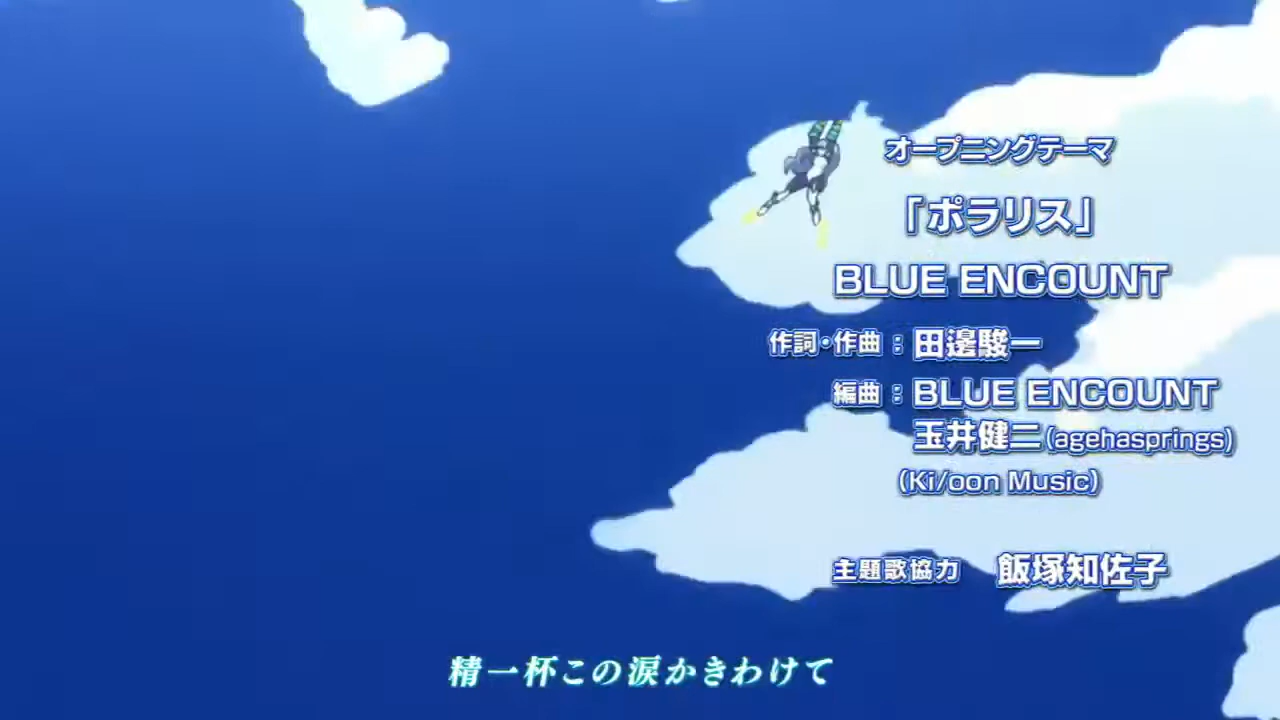 オープニングテーマ
「ポラリス」
BLUE ENCOUNT
作詞・作曲：田邊駿一
編曲：BLUE ENCOUNT
玉井健二(agehasprings)
(Ki/oon Music)
主題歌協力 飯塚知佐子
精一杯この涙かきわけて